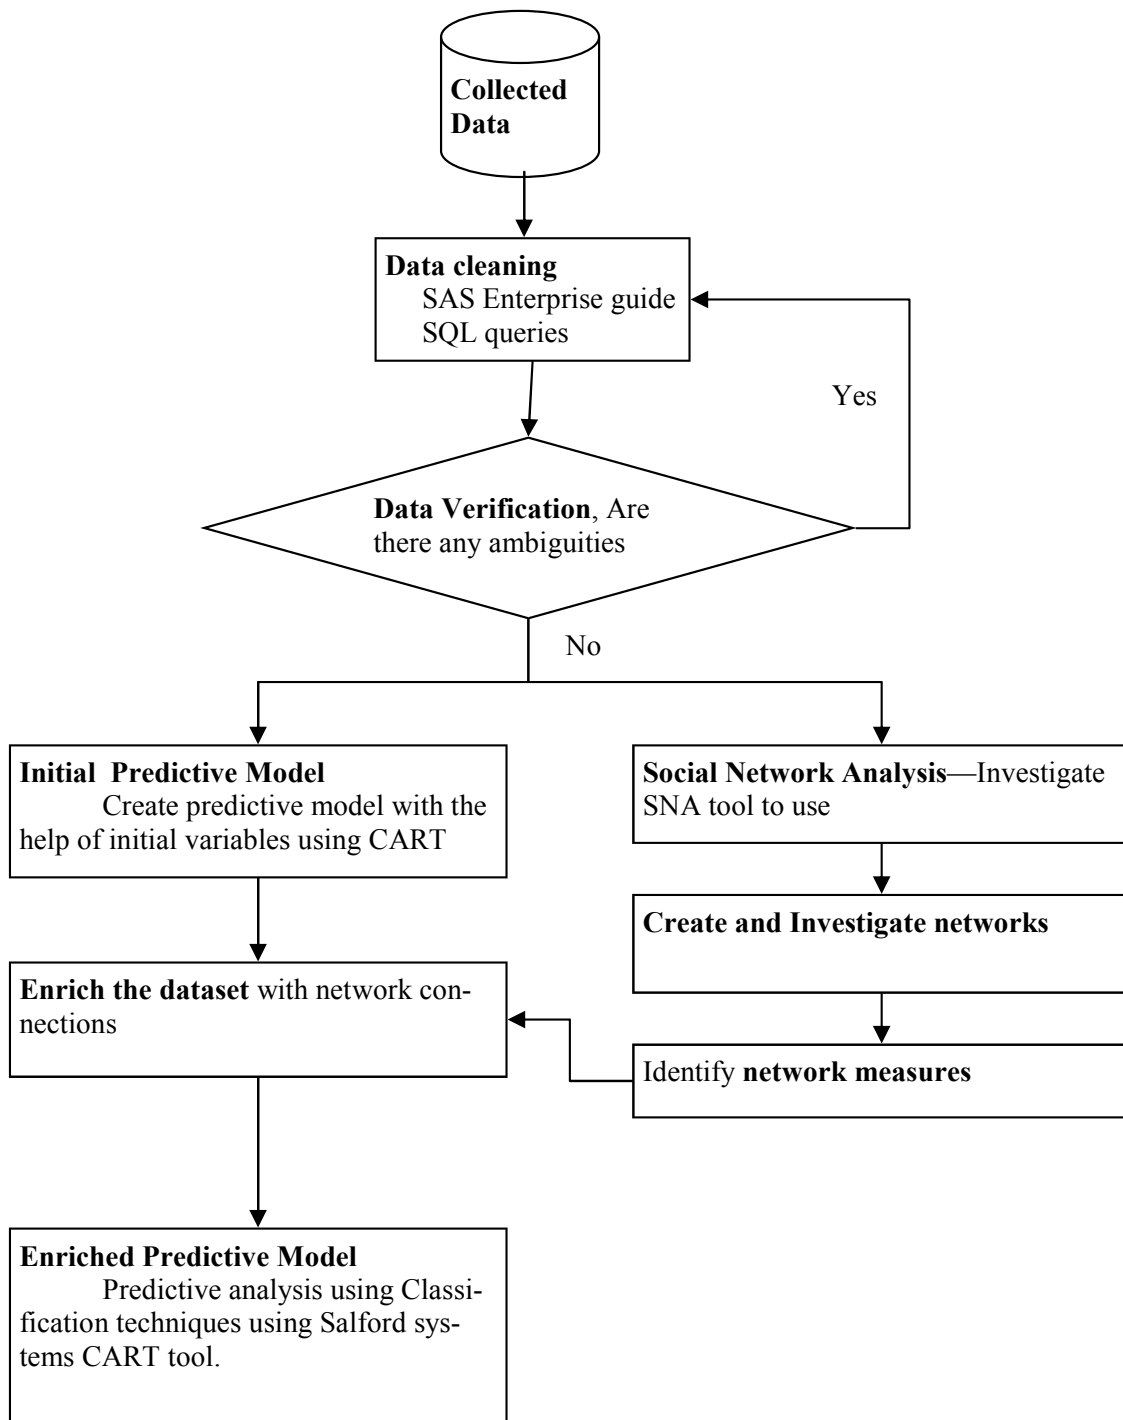 Collected
Data
Data cleaning
SAS Enterprise guide
SQL queries
Yes
Data Verification, Are
there any ambiguities
No
Initial  Predictive Model
Create predictive model with the
help of initial variables using CART
Social Network Analysis—Investigate
SNA tool to use
Create and Investigate networks
Enrich the dataset with network con-
nections
Identify network measures
Enriched Predictive Model
Predictive analysis using Classi-
fication techniques using Salford sys-
tems CART tool.